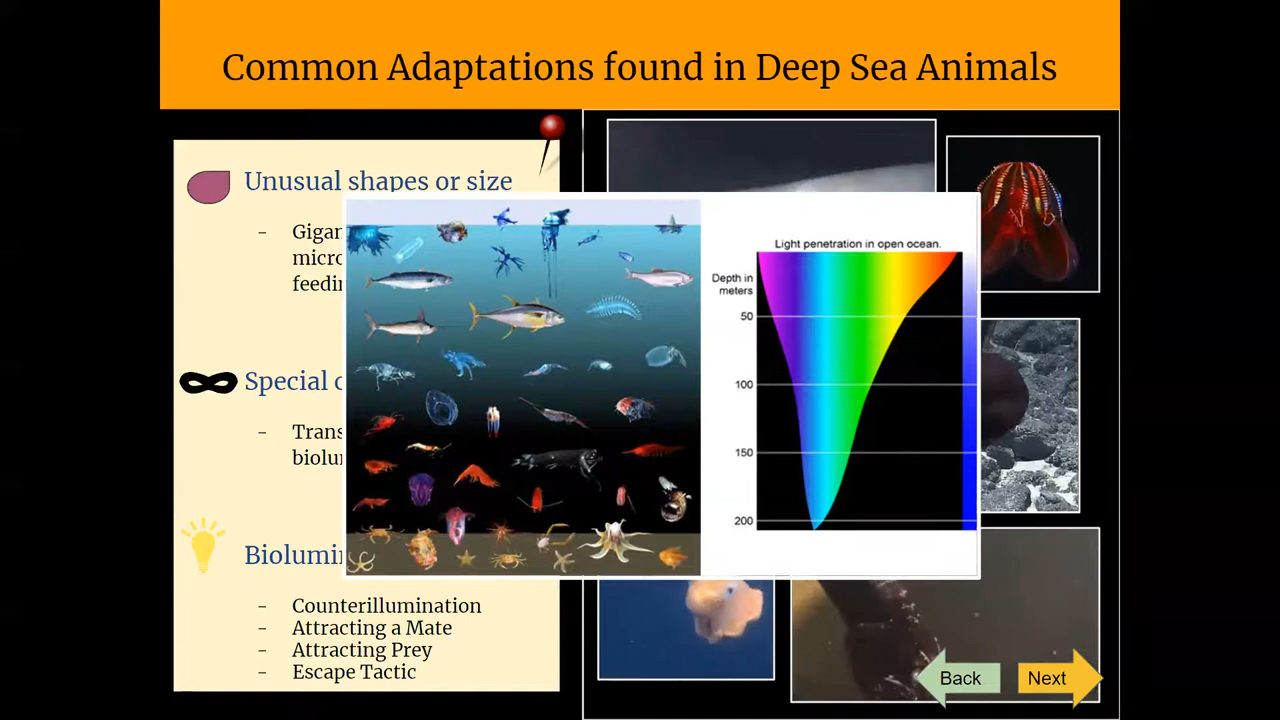 Common Adaptations found in Deep Sea Animals
Unusual shapes or size
- Gigan
micro
feedin
Special c
- Trans
biolu
Biolumi
- Counterillumination
- Attracting a Mate
- Attracting Prey
- Escape Tactic
Light penetration in open ocean.
Depth in
meters
50
100
150
200
Back
Next